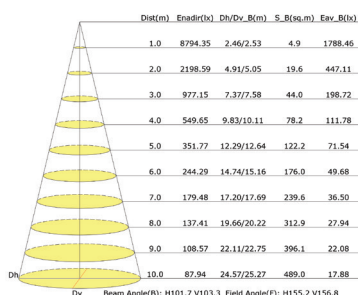 Dist(m) Enadir(lx) Dh/Dv_B(m) S_B(sq.m) Eav_B(lx)
1.0 8794.35 2.46/2.53 4.9 1788.46
2.0 2198.59 4.91/5.05 19.6 447.11
3.0 977.15 7.37/7.58 44.0 198.72
4.0 549.65 9.83/10.11 78.2 111.78
5.0 351.77 12.29/12.64 122.2 71.54
6.0 244.29 14.74/15.16 176.0 49.68
7.0 179.48 17.20/17.69 239.6 36.50
8.0 137.41 19.66/20.22 312.9 27.94
9.0 108.57 22.11/22.75 396.1 22.08
Dh 10.0 87.94 24.57/25.27 489.0 17.88
Dv Beam Angle(B): H101.7 V103.3 Field Angle(F): H155.2 V156.8